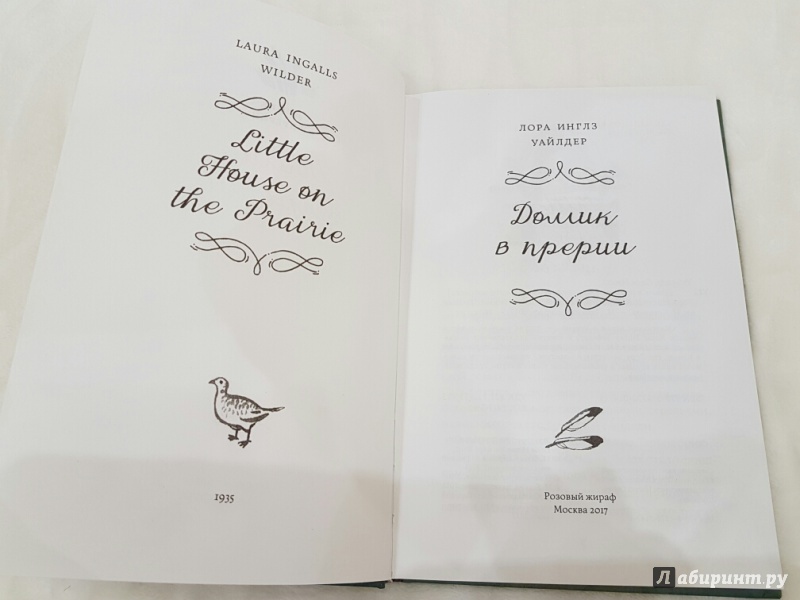 LAURA INGALLS
WILDER
Little
House on
the Prairie
1935
ЛОРА ИНГЛЗ
УАЙЛДЕР
Домик
в прерии
Розовый жираф
Москва 2017
Лабиринт.ру